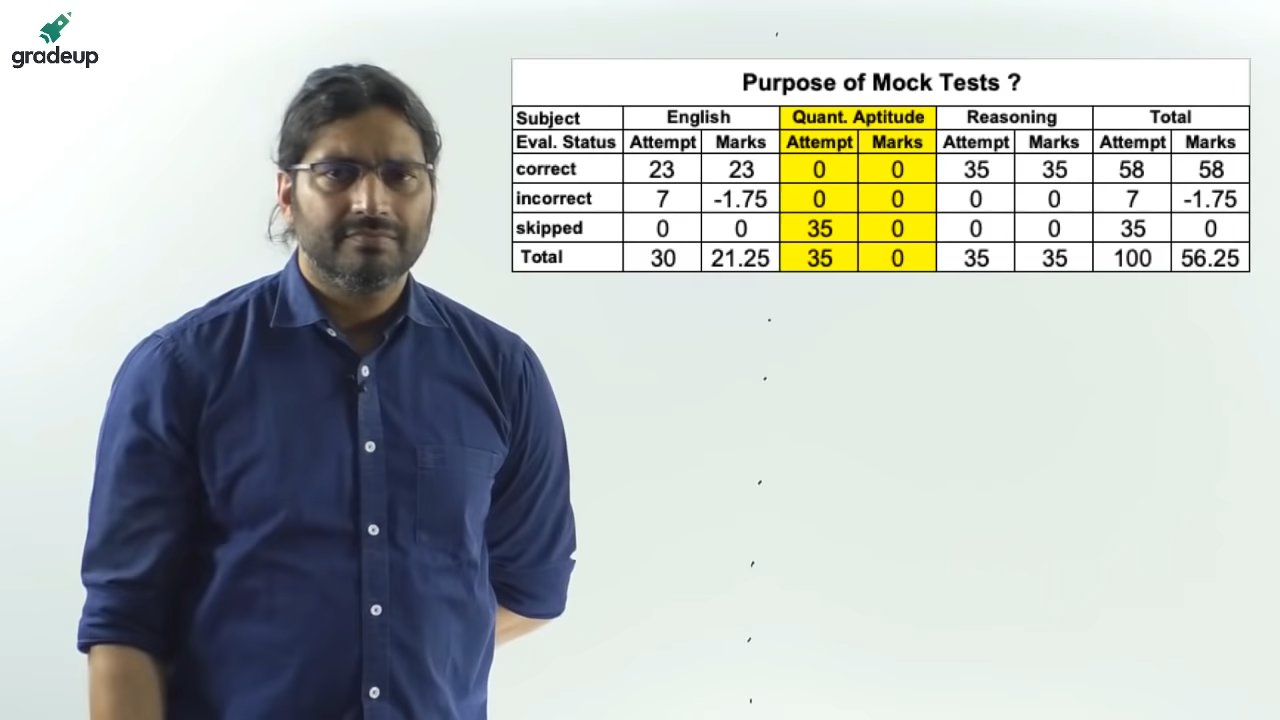 gradeup
Purpose of Mock Tests ?
Subject English Quant. Aptitude Reasoning Total
Eval. Status Attempt Marks Attempt Marks Attempt Marks Attempt Marks
correct 23 23 0 0 35 35 58 58
incorrect 7 -1.75 0 0 0 0 7 -1.75
skipped 0 0 35 0 0 0 35 0
Total 30 21.25 35 0 35 35 100 56.25